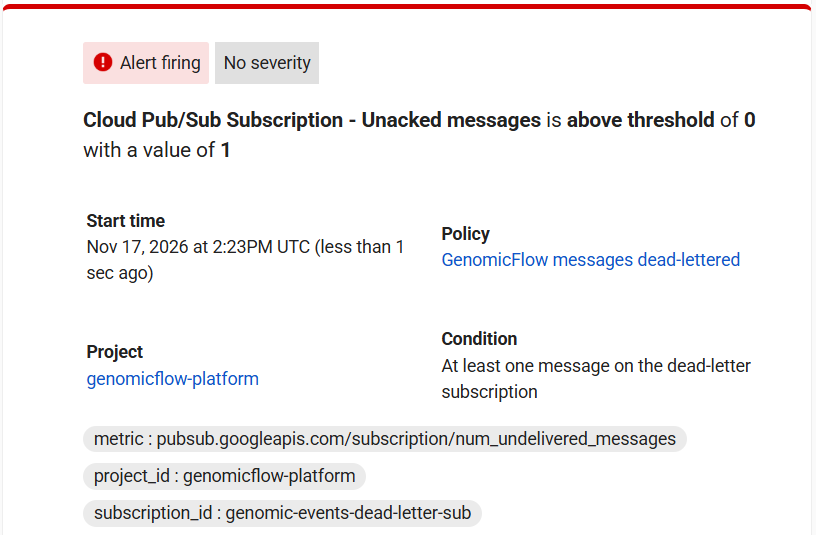 Alert firing
No severity
Cloud Pub/Sub Subscription - Unacked messages is above threshold of 0
with a value of 1
Start time
Nov 17, 2026 at 2:23PM UTC (less than 1
sec ago)
Policy
GenomicFlow messages dead-lettered
Project
genomicflow-platform
Condition
At least one message on the dead-letter
subscription
metric : pubsub.googleapis.com/subscription/num_undelivered_messages
project_id : genomicflow-platform
subscription_id : genomic-events-dead-letter-sub